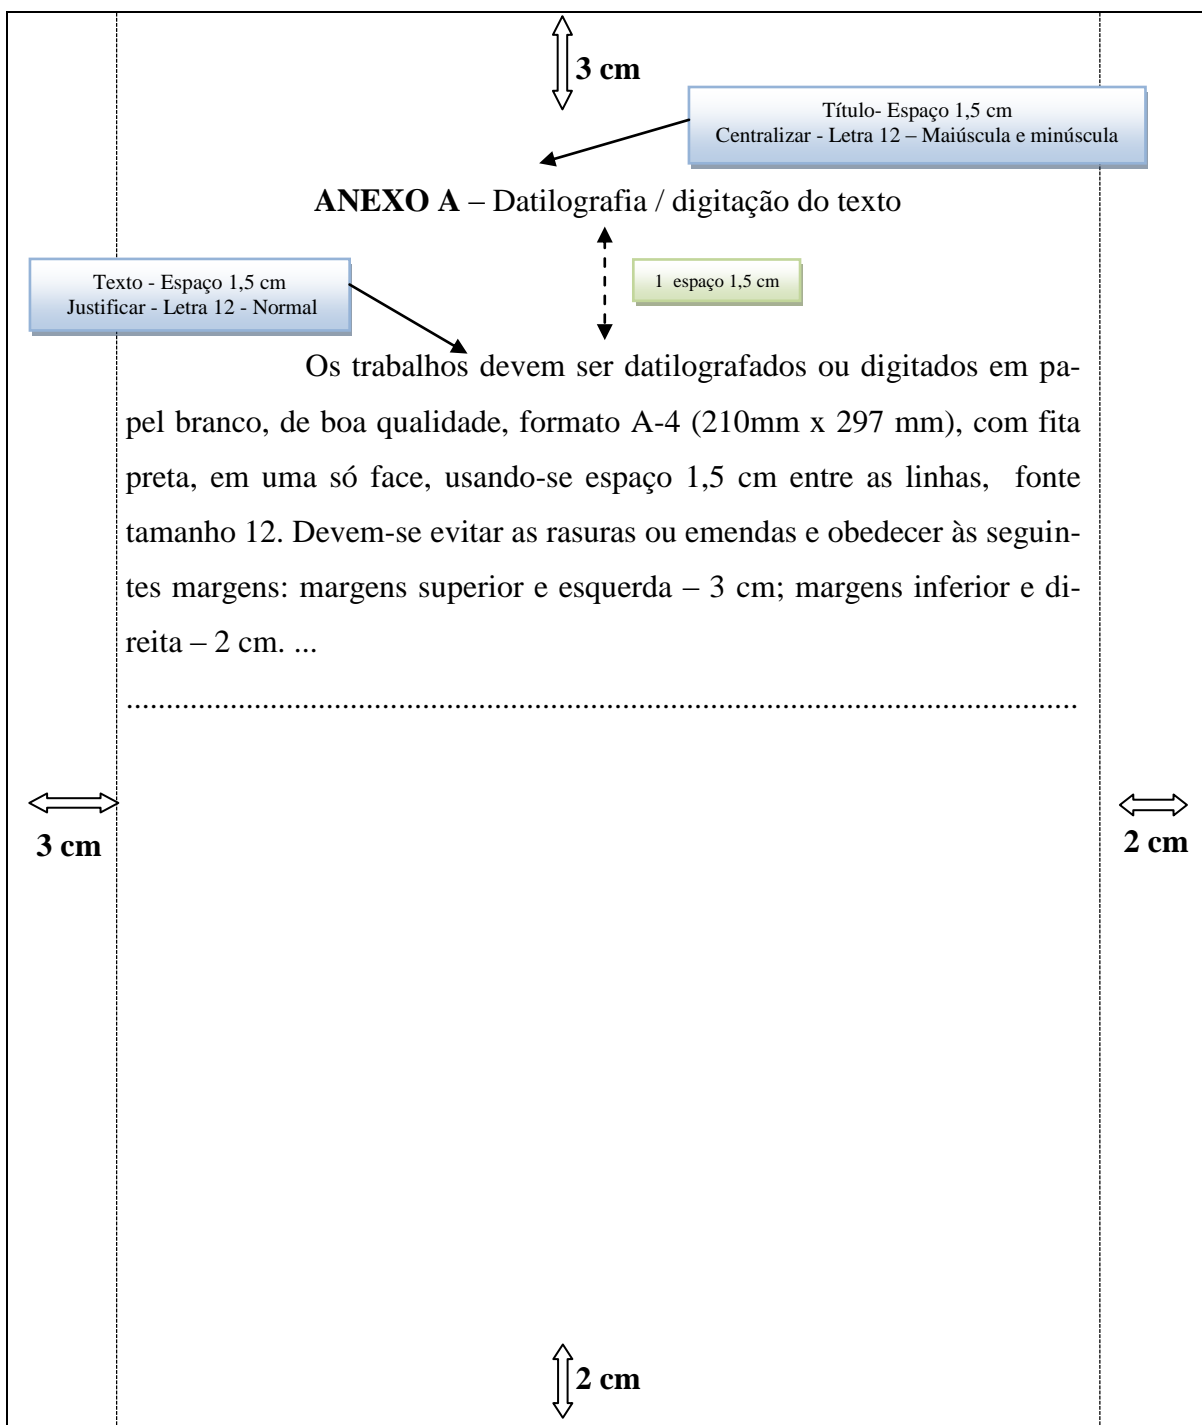 3 cm
Título- Espaço 1,5 cm
Centralizar - Letra 12 – Maiúscula e minúscula
ANEXO A – Datilografia / digitação do texto
1 espaço 1,5 cm
Texto - Espaço 1,5 cm
Justificar - Letra 12 - Normal
Os trabalhos devem ser datilografados ou digitados em pa-
pel branco, de boa qualidade, formato A-4 (210mm x 297 mm), com fita
preta, em uma só face, usando-se espaço 1,5 cm entre as linhas, fonte
tamanho 12. Devem-se evitar as rasuras ou emendas e obedecer às seguin-
tes margens: margens superior e esquerda – 3 cm; margens inferior e di-
reita – 2 cm. ...
.......................................................................................................................
3 cm
2 cm
2 cm